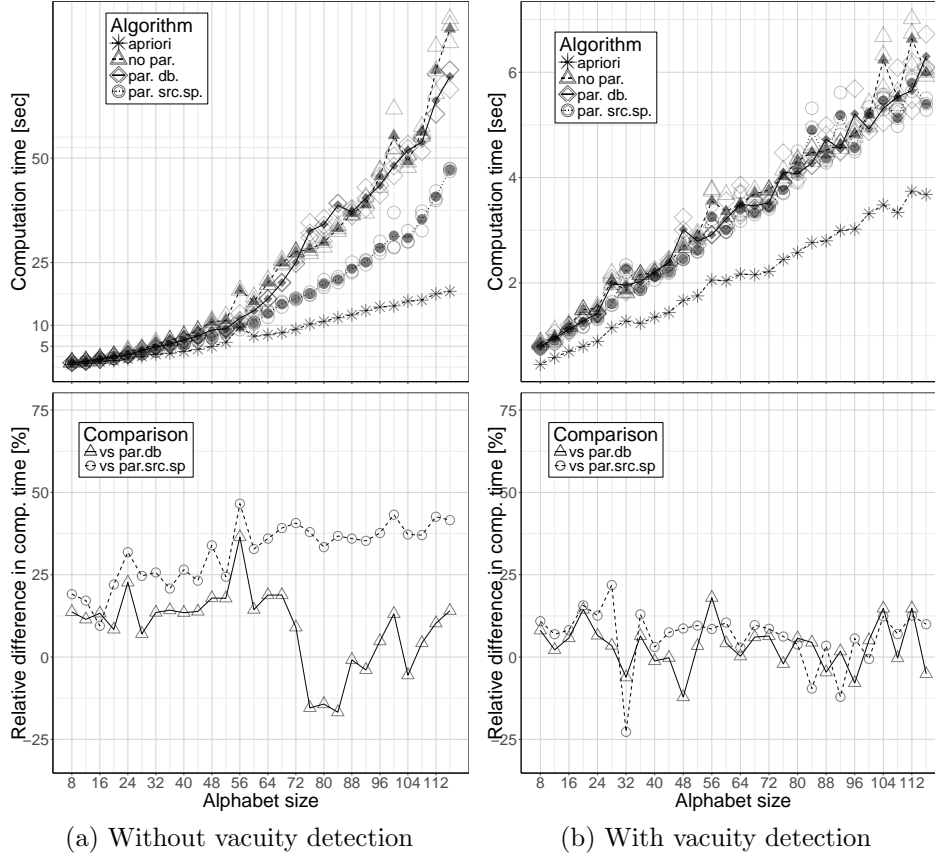 Computation time [sec]
50
25
10
5
Algorithm
apriori
no par.
par. db.
par. src.sp.
Computation time [sec]
6
4
2
Algorithm
apriori
no par.
par. db.
par. src.sp.
Relative difference in comp. time [%]
75
50
25
0
−25
Comparison
vs par.db
vs par.src.sp
8 16 24 32 40 48 56 64 72 80 88 96 104 112
Alphabet size
Relative difference in comp. time [%]
75
50
25
0
−25
Comparison
vs par.db
vs par.src.sp
8 16 24 32 40 48 56 64 72 80 88 96 104 112
Alphabet size
(a) Without vacuity detection
(b) With vacuity detection